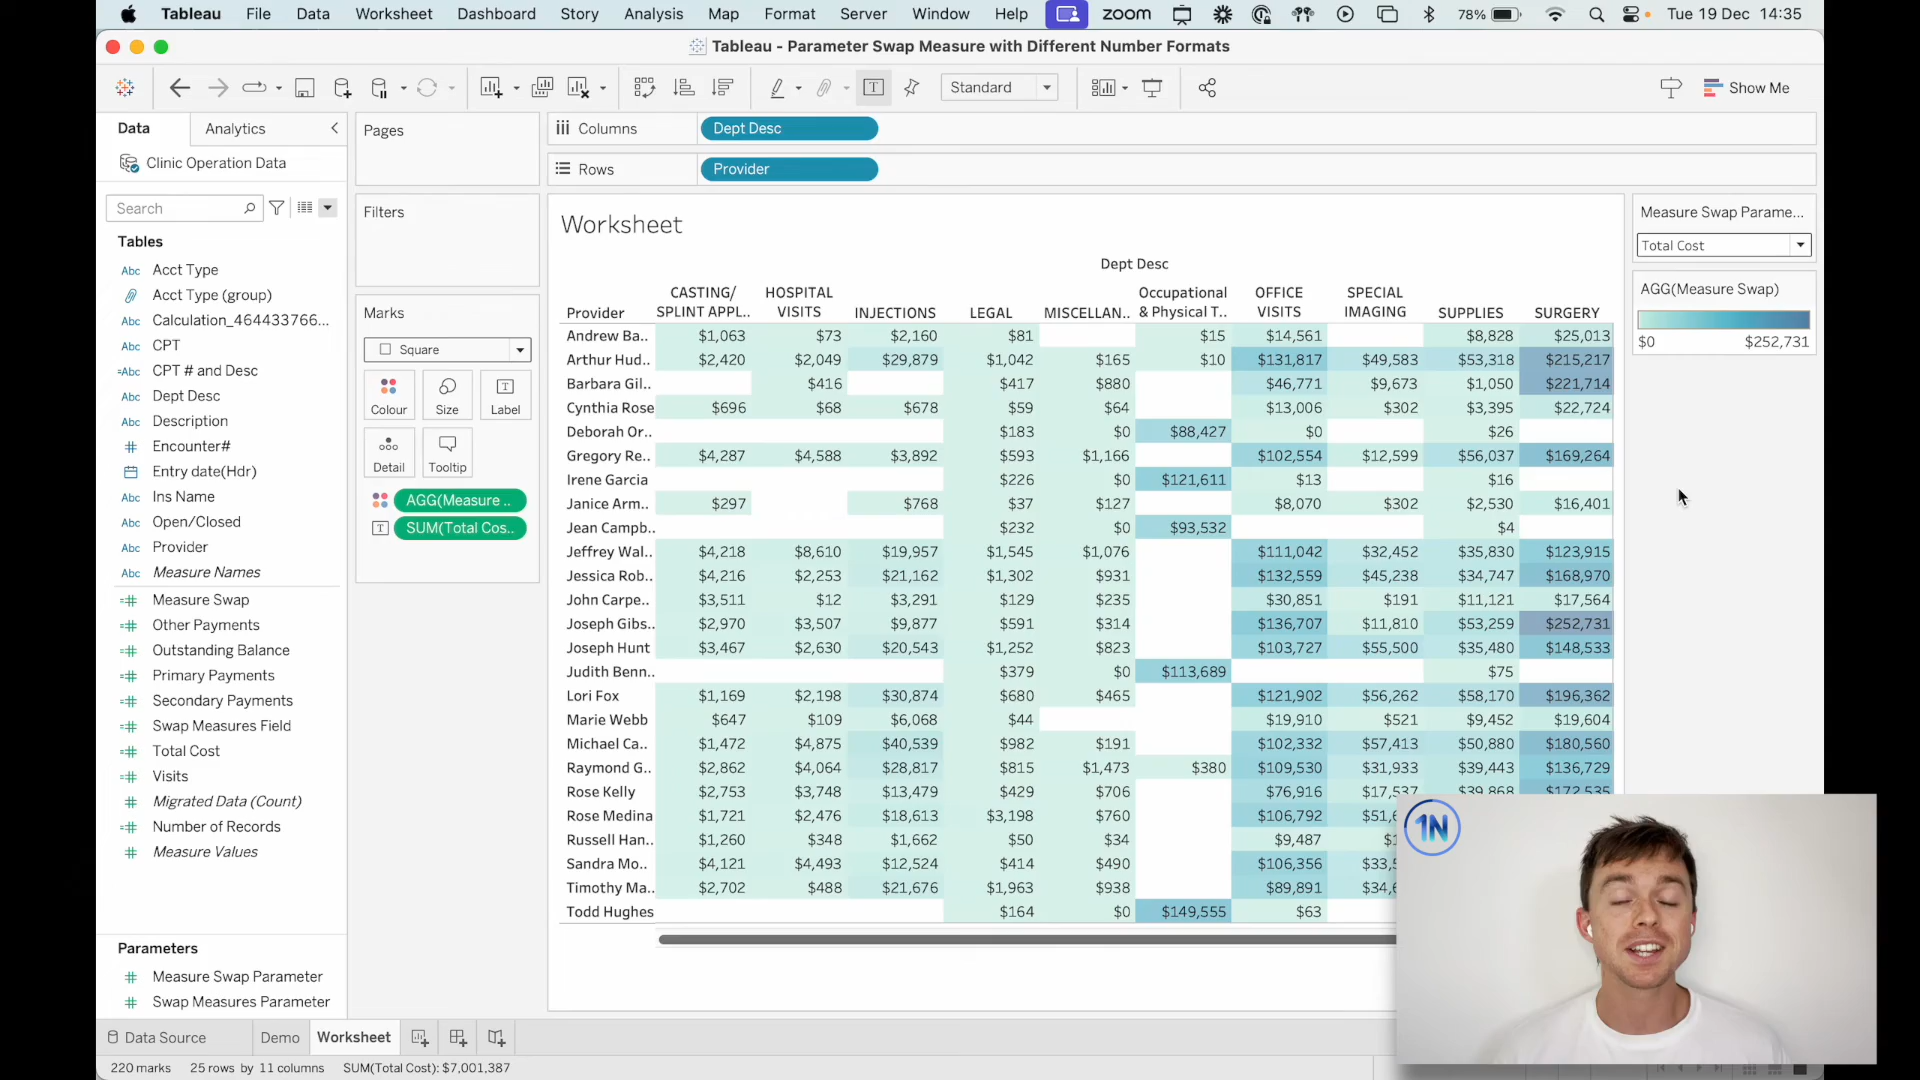 Tableau File Data Worksheet Dashboard Story Analysis Map Format Server Window Help zoom 78% Tue 19 Dec 14:35
Tableau - Parameter Swap Measure with Different Number Formats
Standard Show Me
Data Analytics
Clinic Operation Data
Search
Tables
Abc Acct Type
Acct Type (group)
Abc Calculation_464433766...
Abc CPT
=Abc CPT # and Desc
Abc Dept Desc
Abc Description
Encounter#
Entry date(Hdr)
Abc Ins Name
Abc Open/Closed
Abc Provider
Abc Measure Names
Measure Swap
Other Payments
Outstanding Balance
Primary Payments
Secondary Payments
Swap Measures Field
Total Cost
Visits
Migrated Data (Count)
Number of Records
Measure Values
Parameters
Measure Swap Parameter
Swap Measures Parameter
Pages
Filters
Marks
Square
Colour Size Label
Detail Tooltip
AGG(Measure ..
SUM(Total Cos..
Columns Dept Desc
Rows Provider
Worksheet
Dept Desc
CASTING/ HOSPITAL Occupational OFFICE SPECIAL
Provider SPLINT APPL.. VISITS INJECTIONS LEGAL MISCELLAN.. & Physical T.. VISITS IMAGING SUPPLIES SURGERY
Andrew Ba.. $1,063 $73 $2,160 $81 $15 $14,561 $8,828 $25,013
Arthur Hud.. $2,420 $2,049 $29,879 $1,042 $165 $10 $131,817 $49,583 $53,318 $215,217
Barbara Gil.. $416 $417 $880 $46,771 $9,673 $1,050 $221,714
Cynthia Rose $696 $68 $678 $59 $64 $13,006 $302 $3,395 $22,724
Deborah Or.. $183 $0 $88,427 $0 $26
Gregory Re.. $4,287 $4,588 $3,892 $593 $1,166 $102,554 $12,599 $56,037 $169,264
Irene Garcia $226 $0 $121,611 $13 $16
Janice Arm.. $297 $768 $37 $127 $8,070 $302 $2,530 $16,401
Jean Campb.. $232 $0 $93,532 $4
Jeffrey Wal.. $4,218 $8,610 $19,957 $1,545 $1,076 $111,042 $32,452 $35,830 $123,915
Jessica Rob.. $4,216 $2,253 $21,162 $1,302 $931 $132,559 $45,238 $34,747 $168,970
John Carpe.. $3,511 $12 $3,291 $129 $235 $30,851 $191 $11,121 $17,564
Joseph Gibs.. $2,970 $3,507 $9,877 $591 $314 $136,707 $11,810 $53,259 $252,731
Joseph Hunt $3,467 $2,630 $20,543 $1,252 $823 $103,727 $55,500 $35,480 $148,533
Judith Benn.. $379 $0 $113,689 $75
Lori Fox $1,169 $2,198 $30,874 $680 $465 $121,902 $56,262 $58,170 $196,362
Marie Webb $647 $109 $6,068 $44 $19,910 $521 $9,452 $19,604
Michael Ca.. $1,472 $4,875 $40,539 $982 $191 $102,332 $57,413 $50,880 $180,560
Raymond G.. $2,862 $4,064 $28,817 $815 $1,473 $380 $109,530 $31,933 $39,443 $136,729
Rose Kelly $2,753 $3,748 $13,479 $429 $706 $76,916 $17,537 $39,868 $172,535
Rose Medina $1,721 $2,476 $18,613 $3,198 $760 $106,792
Russell Han.. $1,260 $348 $1,662 $50 $34 $9,487
Sandra Mo.. $4,121 $4,493 $12,524 $414 $490 $106,356
Timothy Ma.. $2,702 $488 $21,676 $1,963 $938 $89,891
Todd Hughes $164 $0 $149,555 $63
Measure Swap Parame...
Total Cost
AGG(Measure Swap)
$0 $252,731
1N
Data Source Demo Worksheet
220 marks 25 rows by 11 columns SUM(Total Cost): $7,001,387